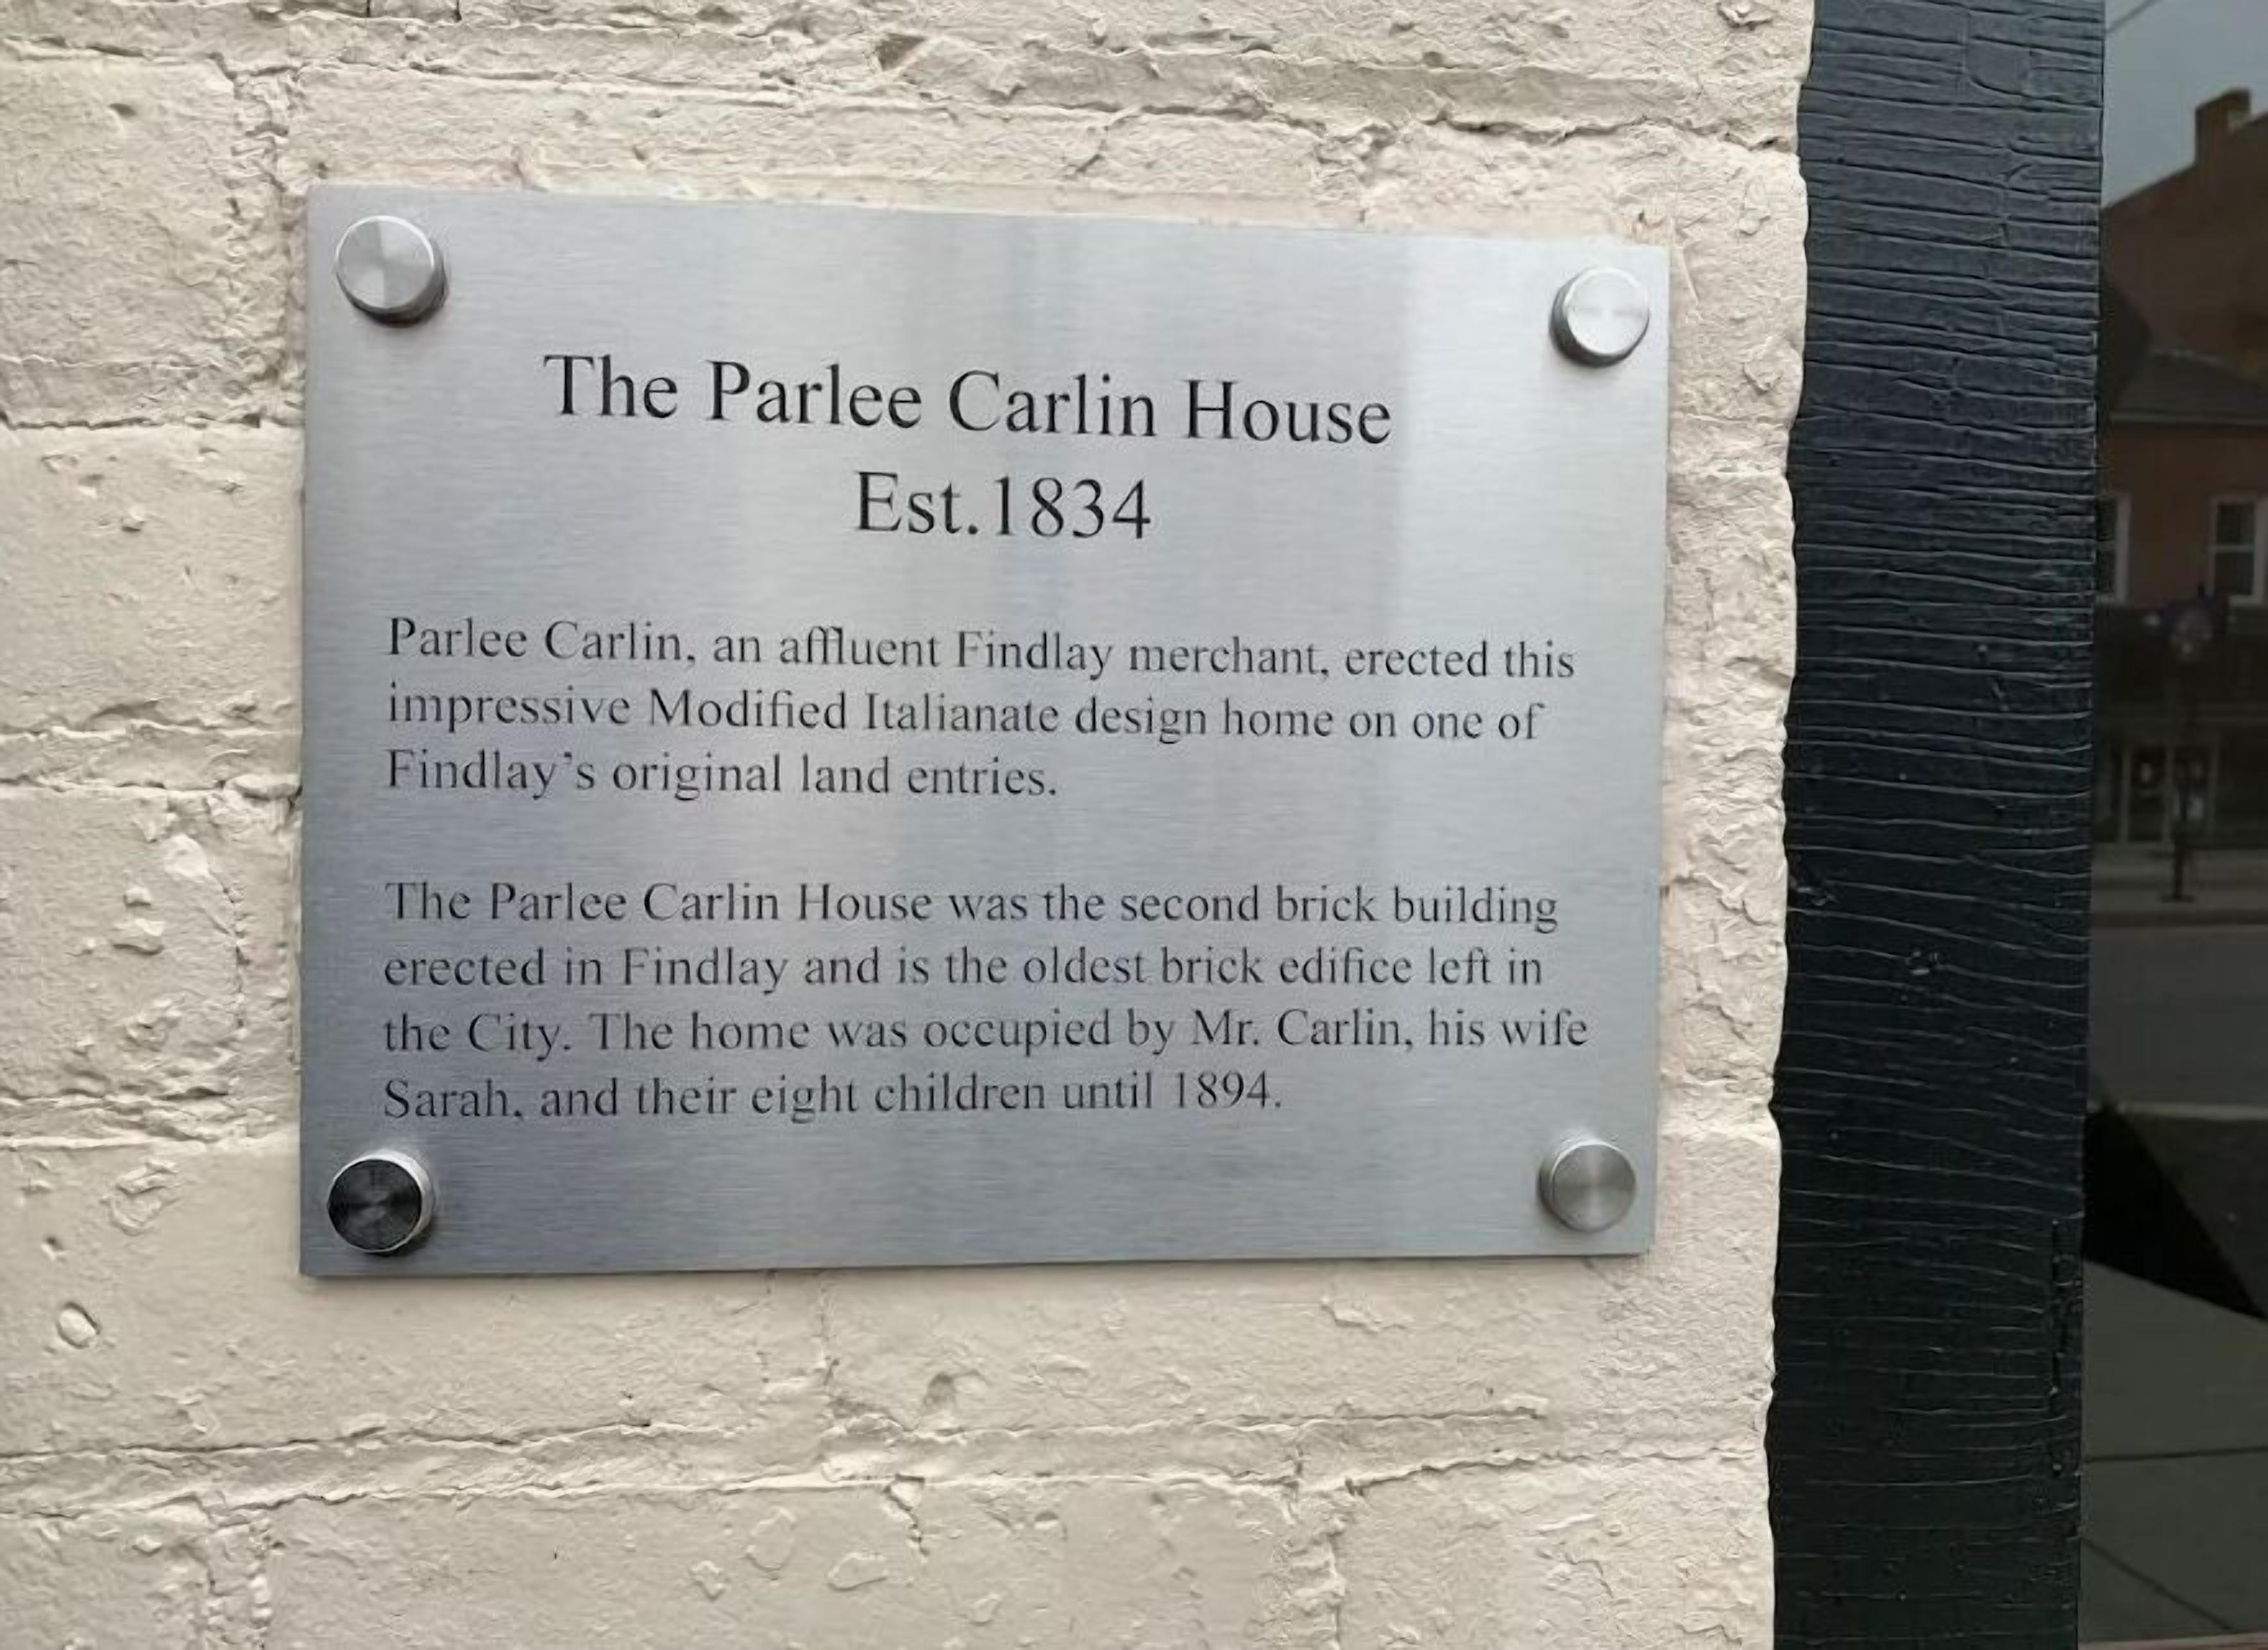 The Parlee Carlin House
Est.1834
Parlee Carlin, an affluent Findlay merchant, erected this
impressive Modified Italianate design home on one of
Findlay's original land entries.
The Parlee Carlin House was the second brick building
erected in Findlay and is the oldest brick edifice left in
the City. The home was occupied by Mr. Carlin, his wife
Sarah, and their eight children until 1894.